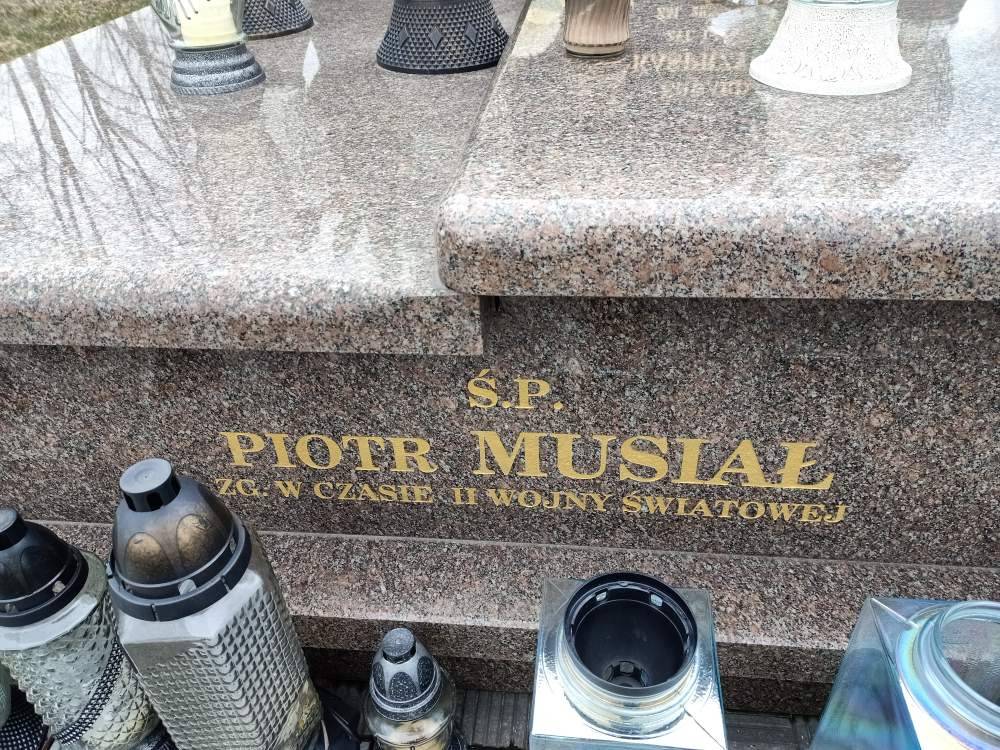 Ś.P.
PIOTR MUSIAŁ
ZG. W CZASIE II WOJNY ŚWIATOWEJ